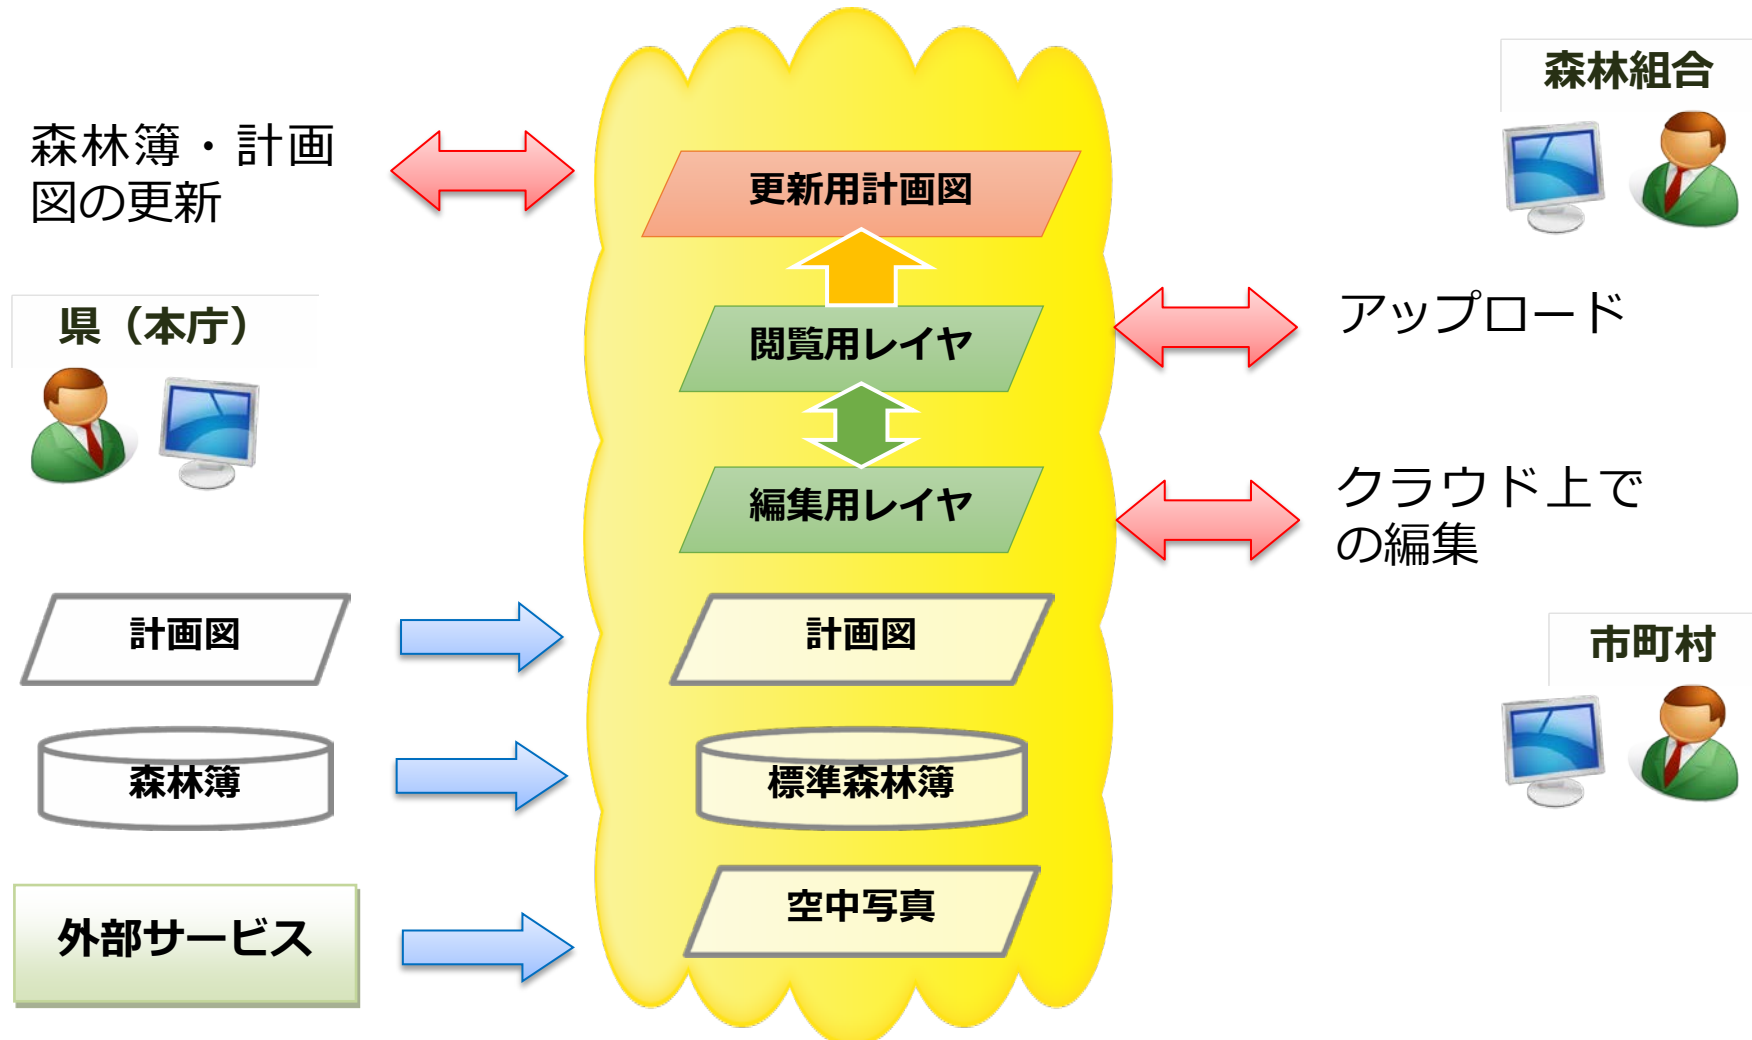 森林簿・計画
図の更新
県（本庁）
計画図
森林簿
外部サービス
更新用計画図
閲覧用レイヤ
編集用レイヤ
計画図
標準森林簿
空中写真
森林組合
アップロード
クラウド上で
の編集
市町村